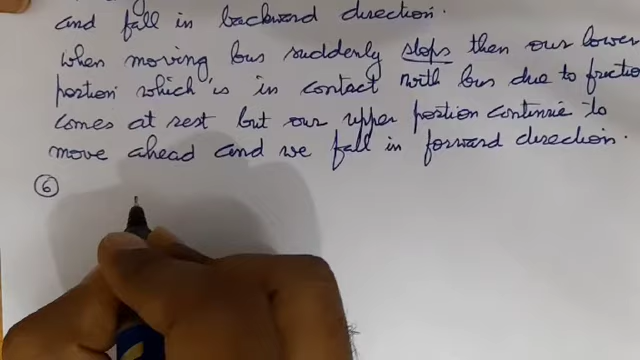 and fall in backward direction.
when moving bus suddenly stops then our lower
portion which is in contact with bus due to friction
comes at rest but our upper portion continue to
move ahead and we fall in forward direction.
6